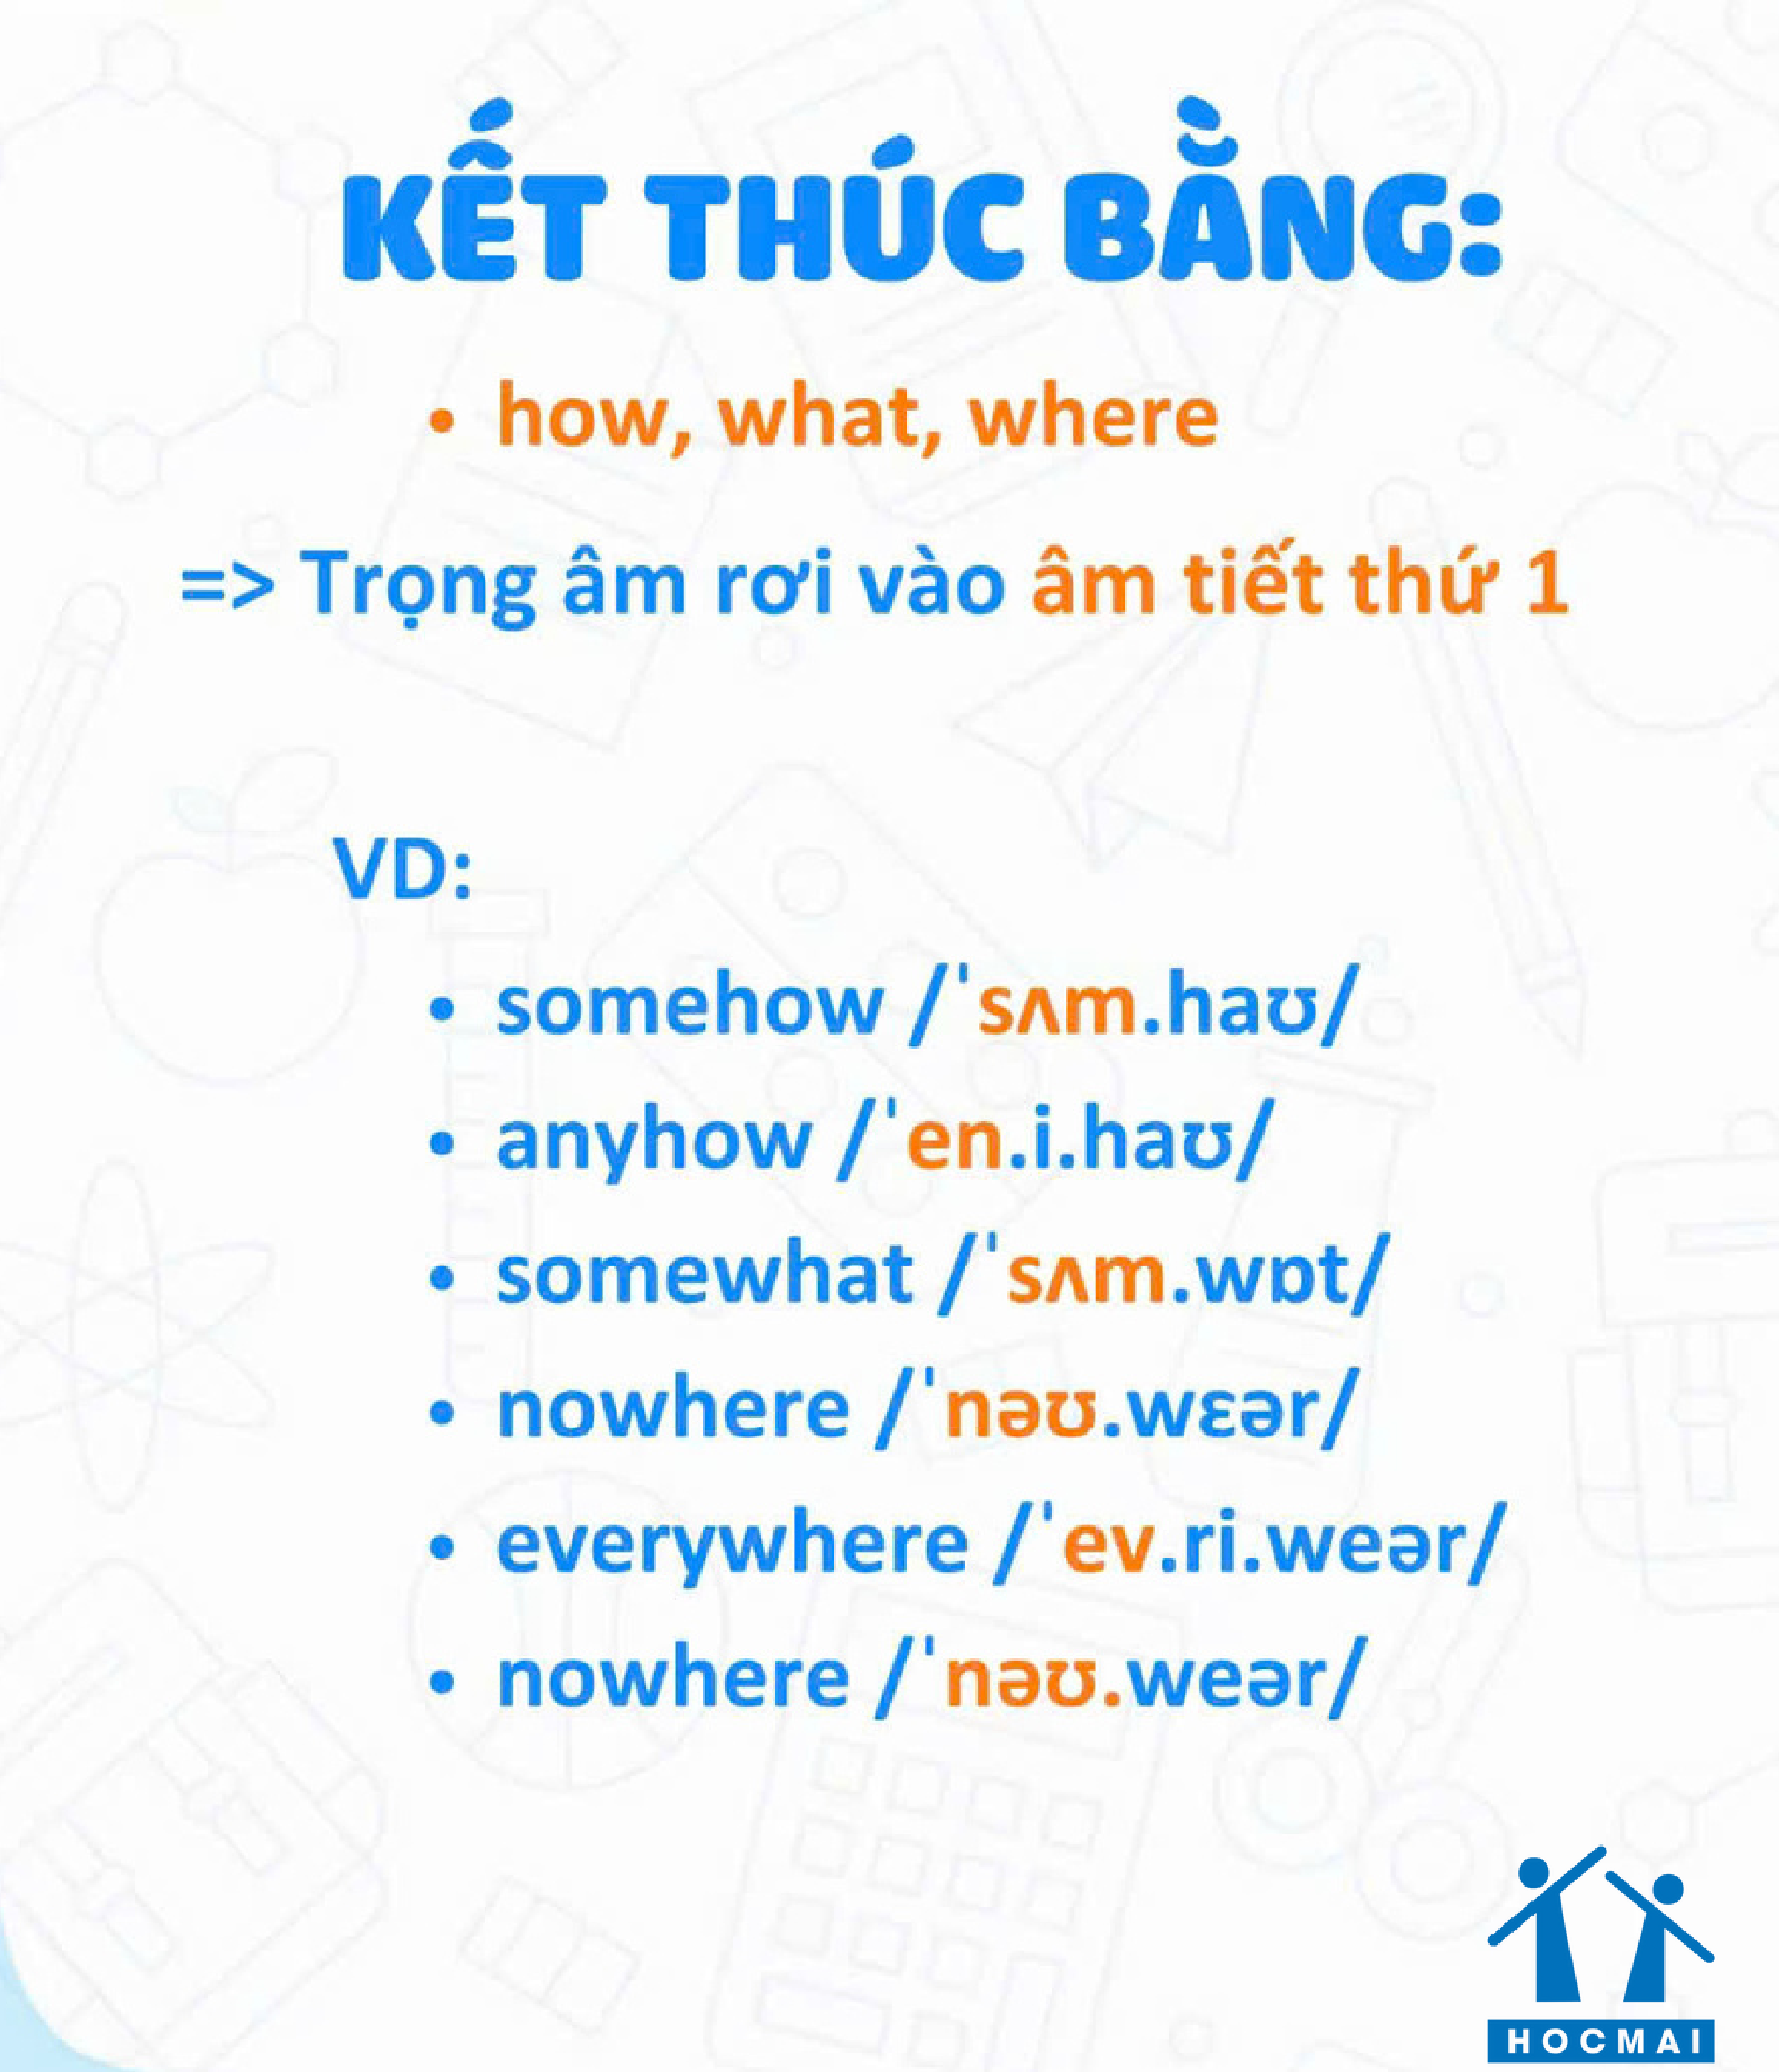 KẾT THÚC BẰNG:
• how, what, where
=> Trọng âm rơi vào âm tiết thứ 1
VD:
• somehow /ˈsʌm.haʊ/
• anyhow /ˈen.i.haʊ/
• somewhat /ˈsʌm.wɒt/
• nowhere /ˈnəʊ.wɛər/
• everywhere /ˈev.ri.weər/
• nowhere /ˈnəʊ.weər/
HOCMAI